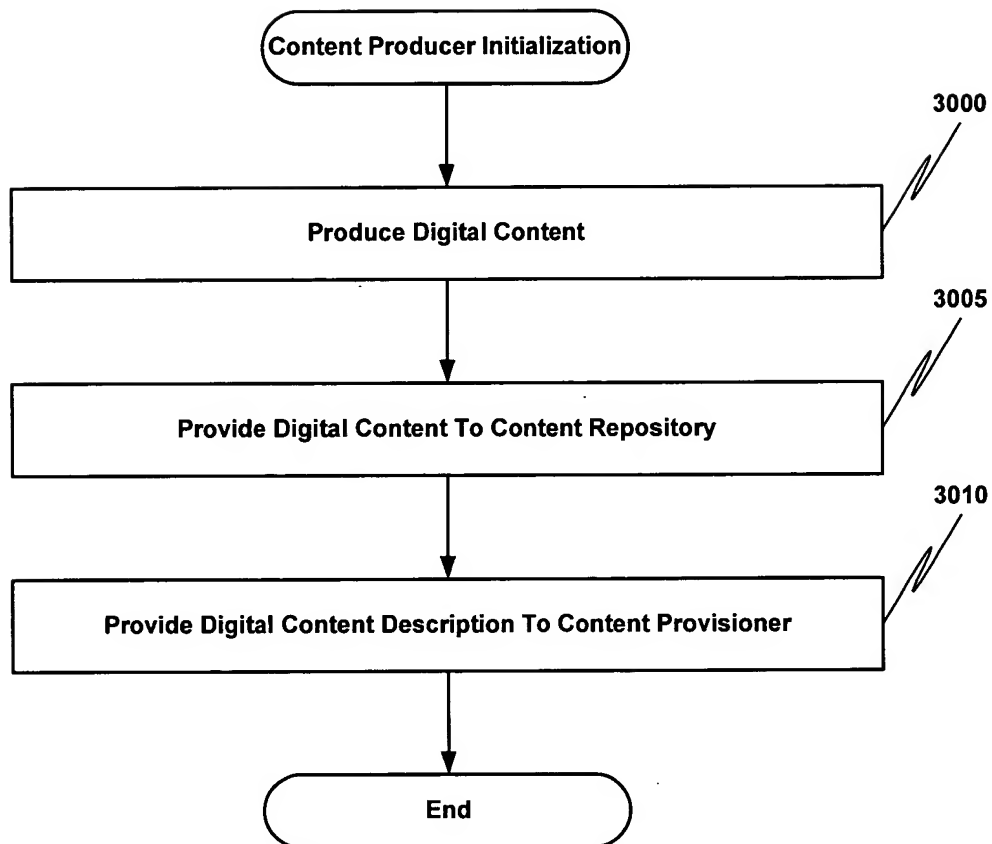 Content Producer Initialization
3000
Produce Digital Content
3005
Provide Digital Content To Content Repository
3010
Provide Digital Content Description To Content Provisioner
End